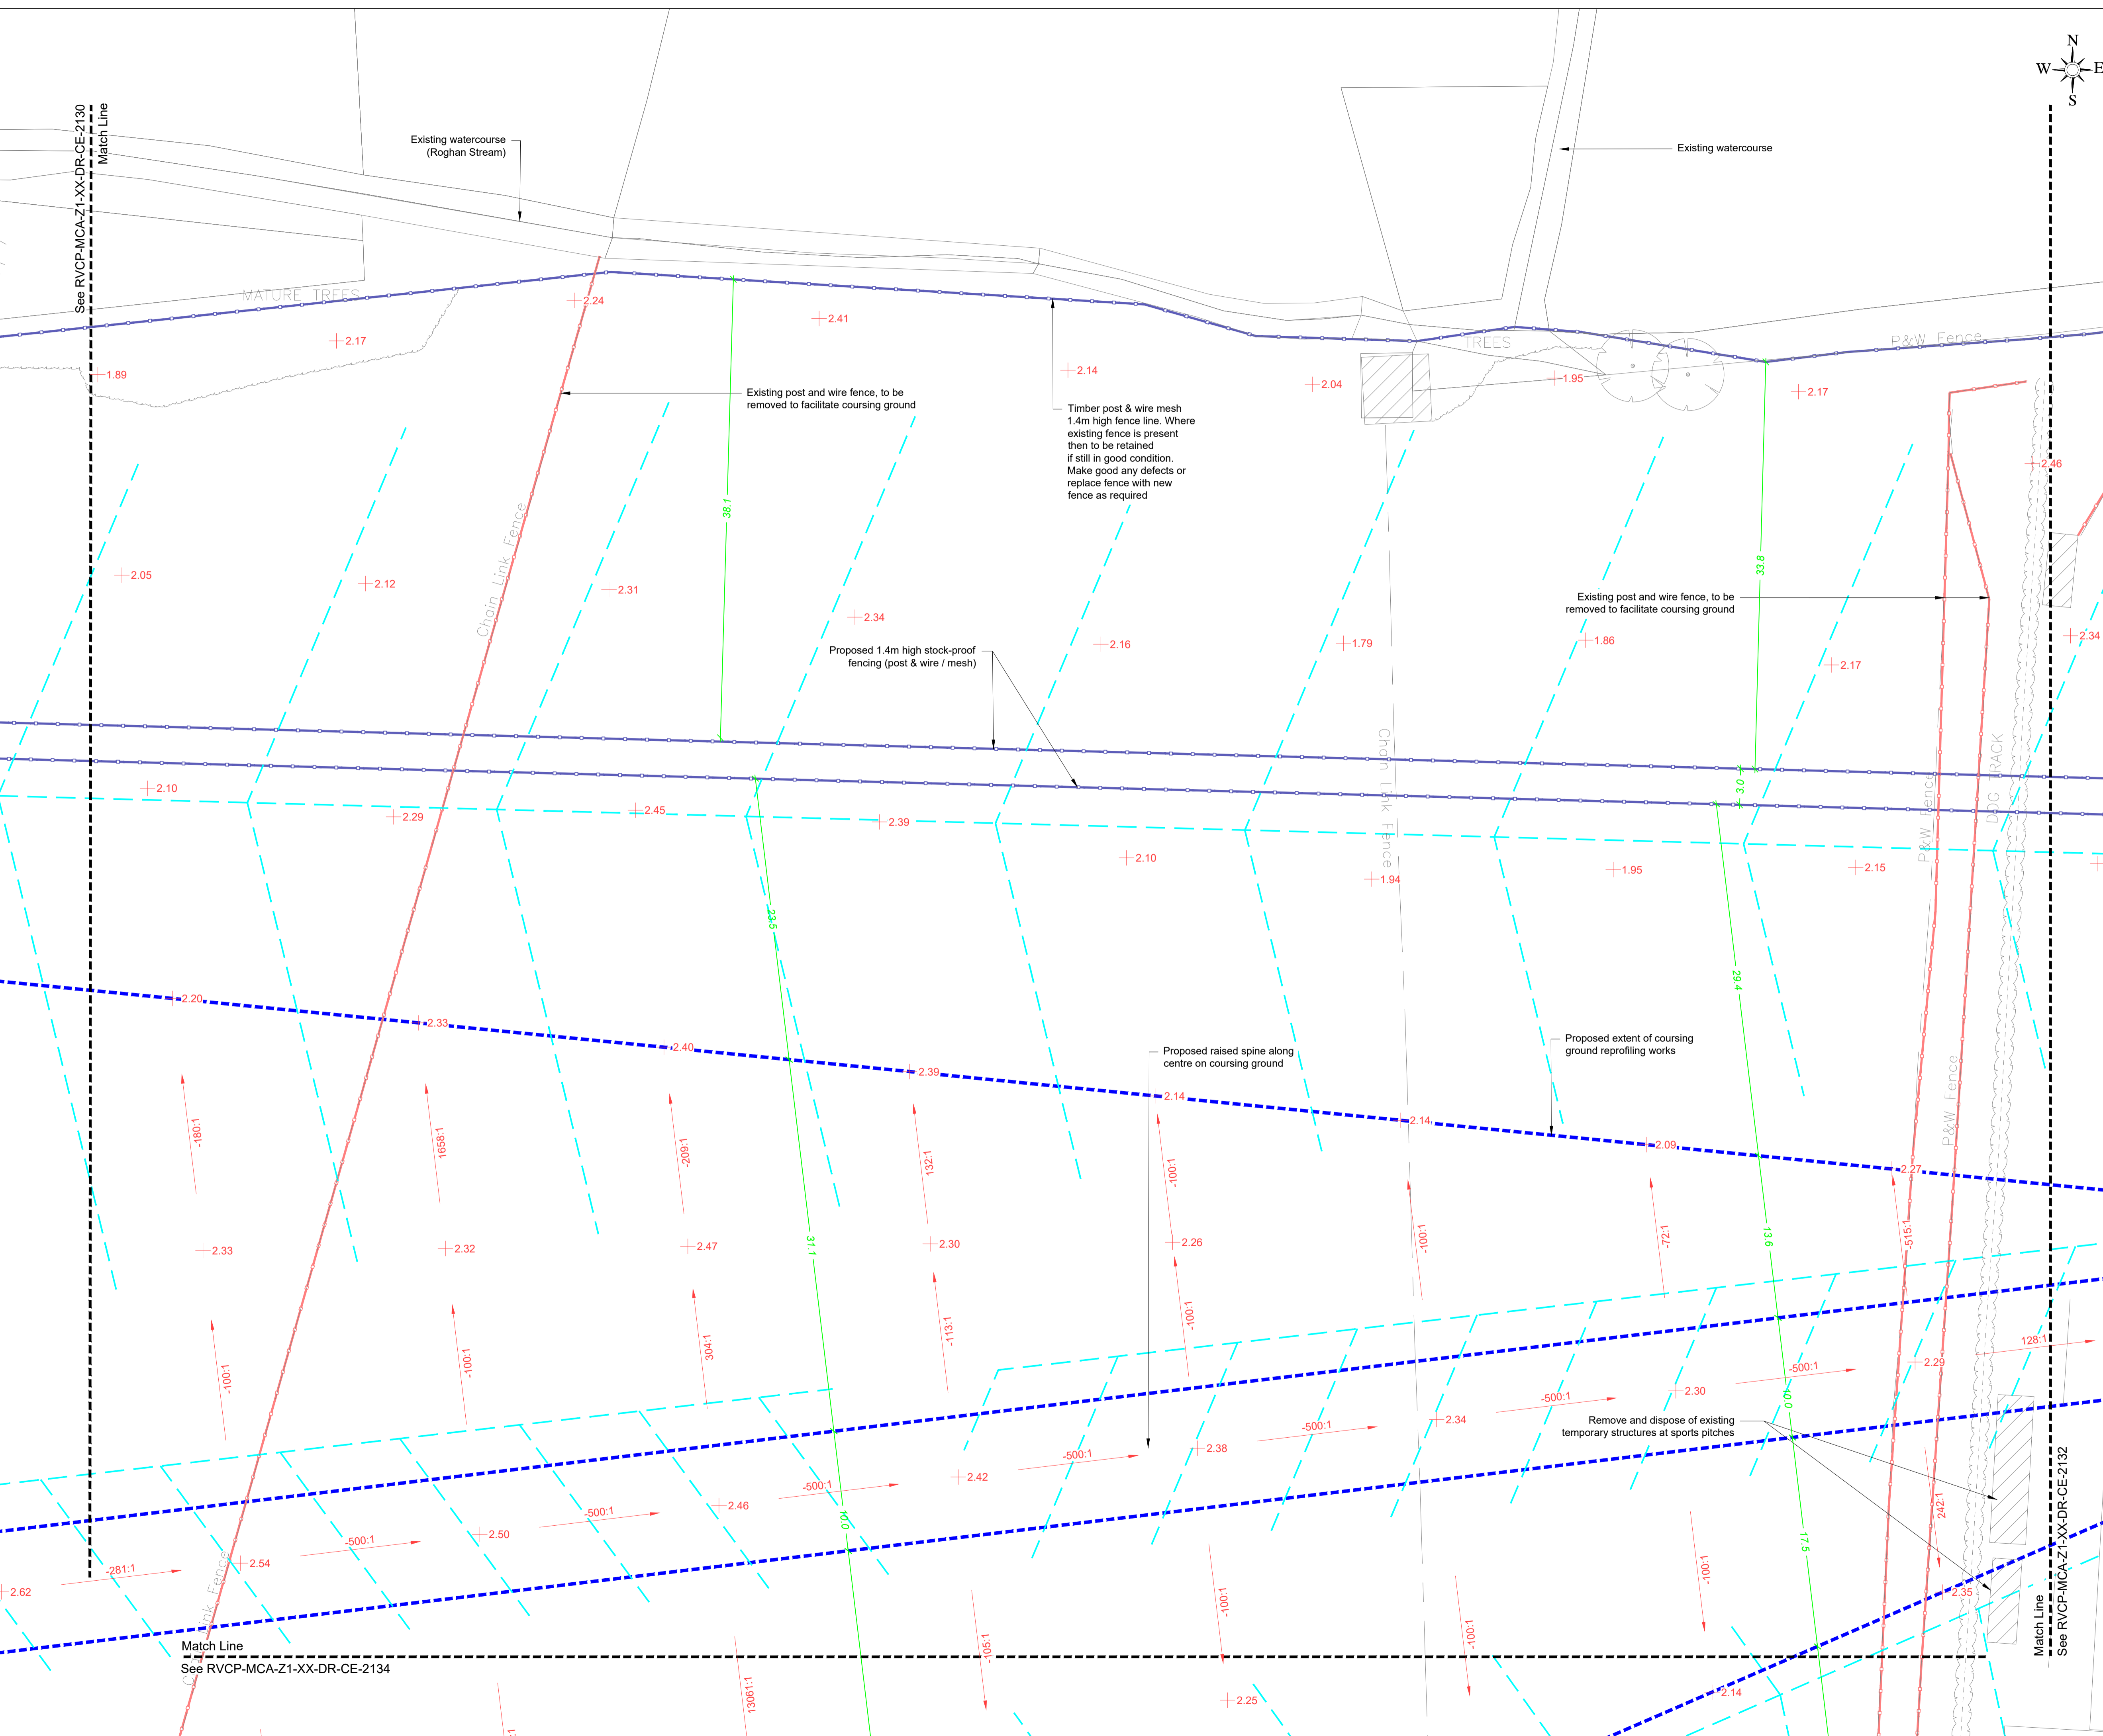 N
W E
S
See RVCP-MCA-Z1-XX-DR-CE-2130
Match Line
Existing watercourse
(Roghan Stream)
Existing watercourse
MATURE TREES
2.24
2.41
2.17
1.89
2.14
2.04
TREES
1.95
2.17
P&W Fence
2.46
Existing post and wire fence, to be
removed to facilitate coursing ground
Timber post & wire mesh
1.4m high fence line. Where
existing fence is present
then to be retained
if still in good condition.
Make good any defects or
replace fence with new
fence as required
38.1
33.8
Chain Link Fence
2.05
2.12
2.31
2.34
2.16
1.79
1.86
2.17
2.34
Existing post and wire fence, to be
removed to facilitate coursing ground
Proposed 1.4m high stock-proof
fencing (post & wire / mesh)
Chain Link Fence
3.0
P&W Fence
DOG TRACK
2.10
2.29
2.45
2.39
2.10
1.94
1.95
2.15
23.5
29.4
2.20
2.33
2.40
2.39
2.14
2.14
2.09
2.27
Proposed raised spine along
centre on coursing ground
Proposed extent of coursing
ground reprofiling works
P&W Fence
-180:1
1658:1
-209:1
132:1
-100:1
-100:1
-72:1
-515:1
31.1
13.6
2.33
2.32
2.47
2.30
2.26
-100:1
-100:1
304:1
-113:1
-100:1
128:1
2.29
-500:1
2.30
-500:1
10.0
2.34
-500:1
2.38
-500:1
2.42
-500:1
2.46
-500:1
2.50
-500:1
2.54
-281:1
2.62
10.0
Remove and dispose of existing
temporary structures at sports pitches
242:1
17.5
-100:1
-100:1
-100:1
-105:1
13061:1
2.35
2.14
2.25
Link Fence
Match Line
See RVCP-MCA-Z1-XX-DR-CE-2134
Match Line
See RVCP-MCA-Z1-XX-DR-CE-2132